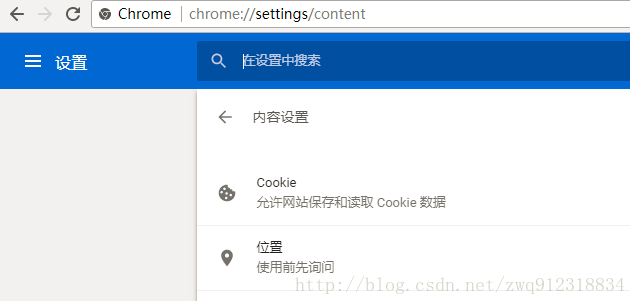 Chrome chrome://settings/content
设置 在设置中搜索
内容设置
Cookie
允许网站保存和读取 Cookie 数据
位置
使用前先询问
http://blog.csdn.net/zwq912318834